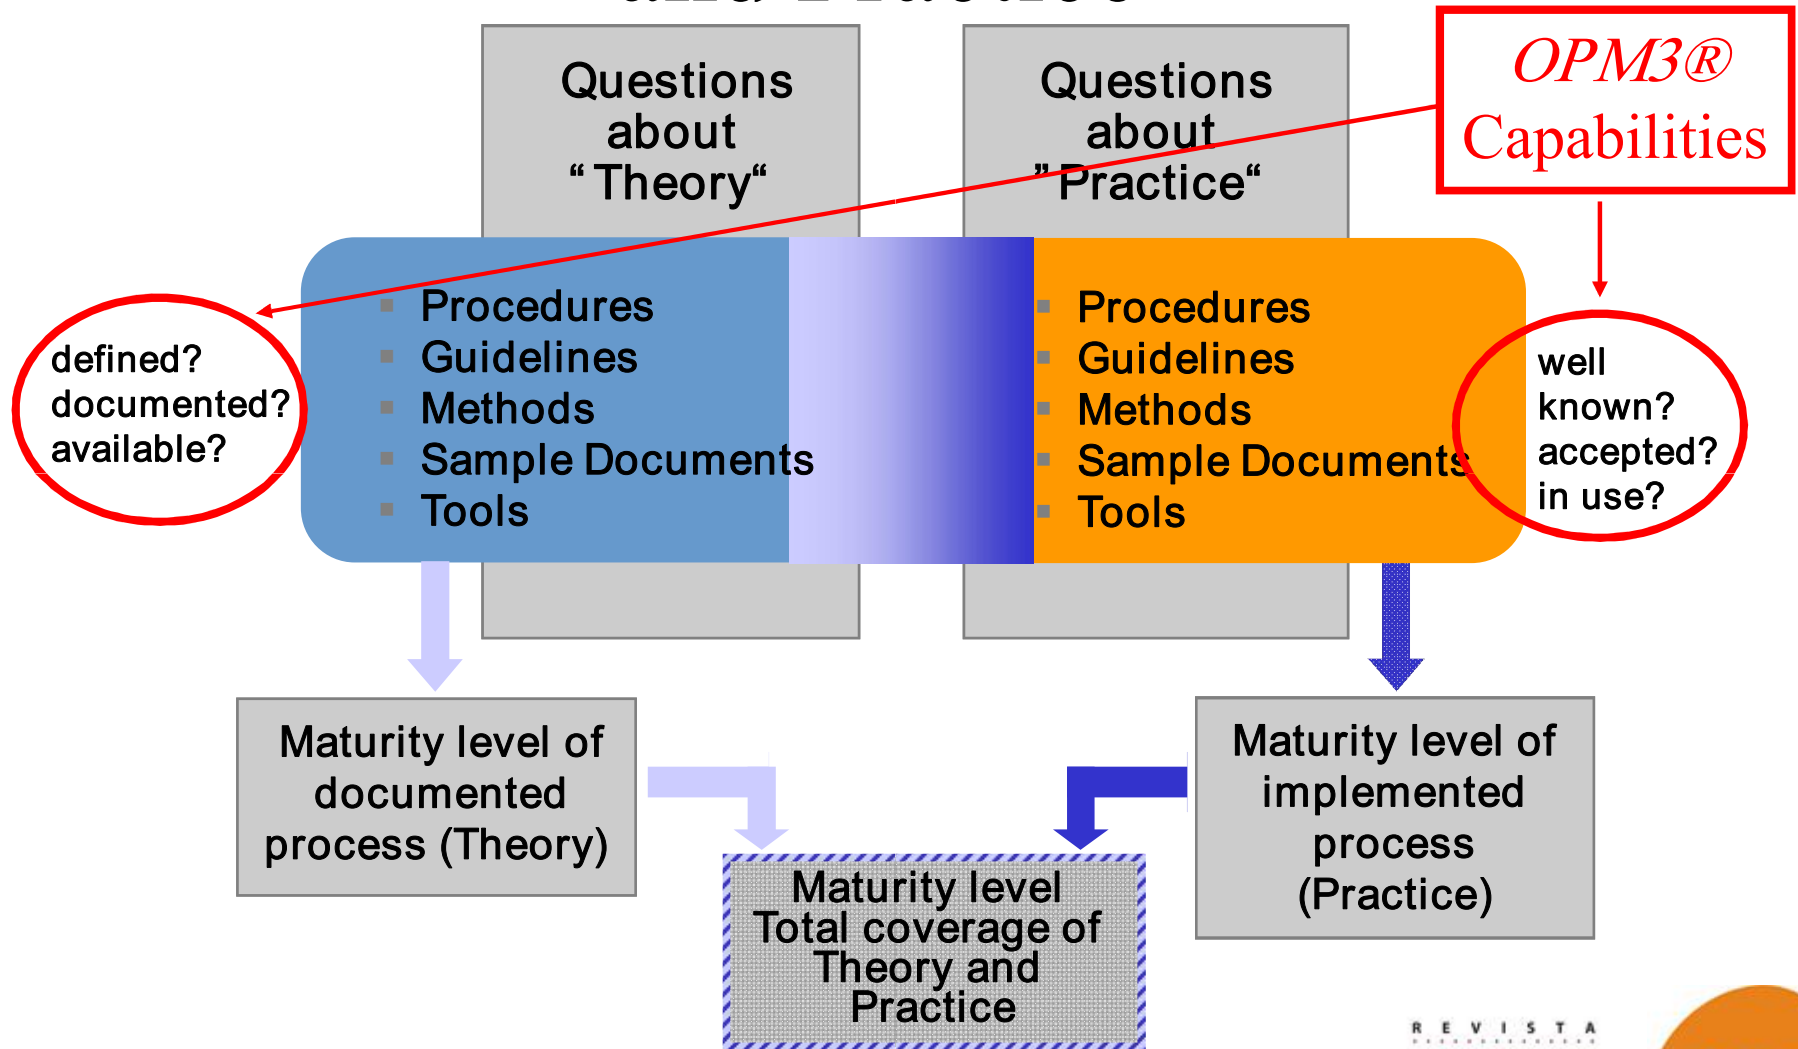 Questions
about
“ Theory“
Questions
about
” Practice“
OPM3®
Capabilities
defined?
documented?
available?
Procedures
Guidelines
Methods
Sample Documents
Tools
Procedures
Guidelines
Methods
Sample Documents
Tools
well
known?
accepted?
in use?
Maturity level of
documented
process (Theory)
Maturity level of
implemented
process
(Practice)
Maturity level
Total coverage of
Theory and
Practice
REVISTA